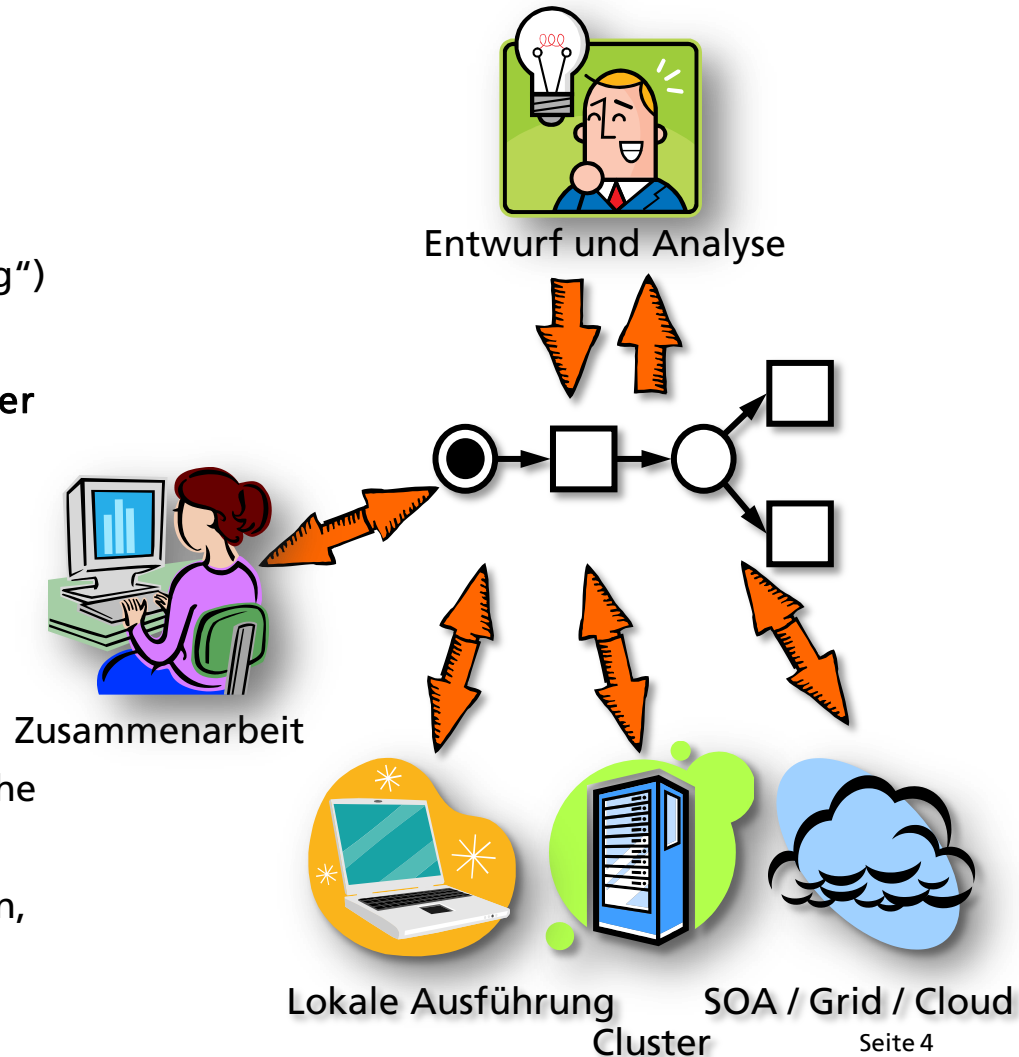 Entwurf und Analyse
g“)
er
Zusammenarbeit
he
n,
Lokale Ausführung
SOA / Grid / Cloud
Cluster
Seite 4